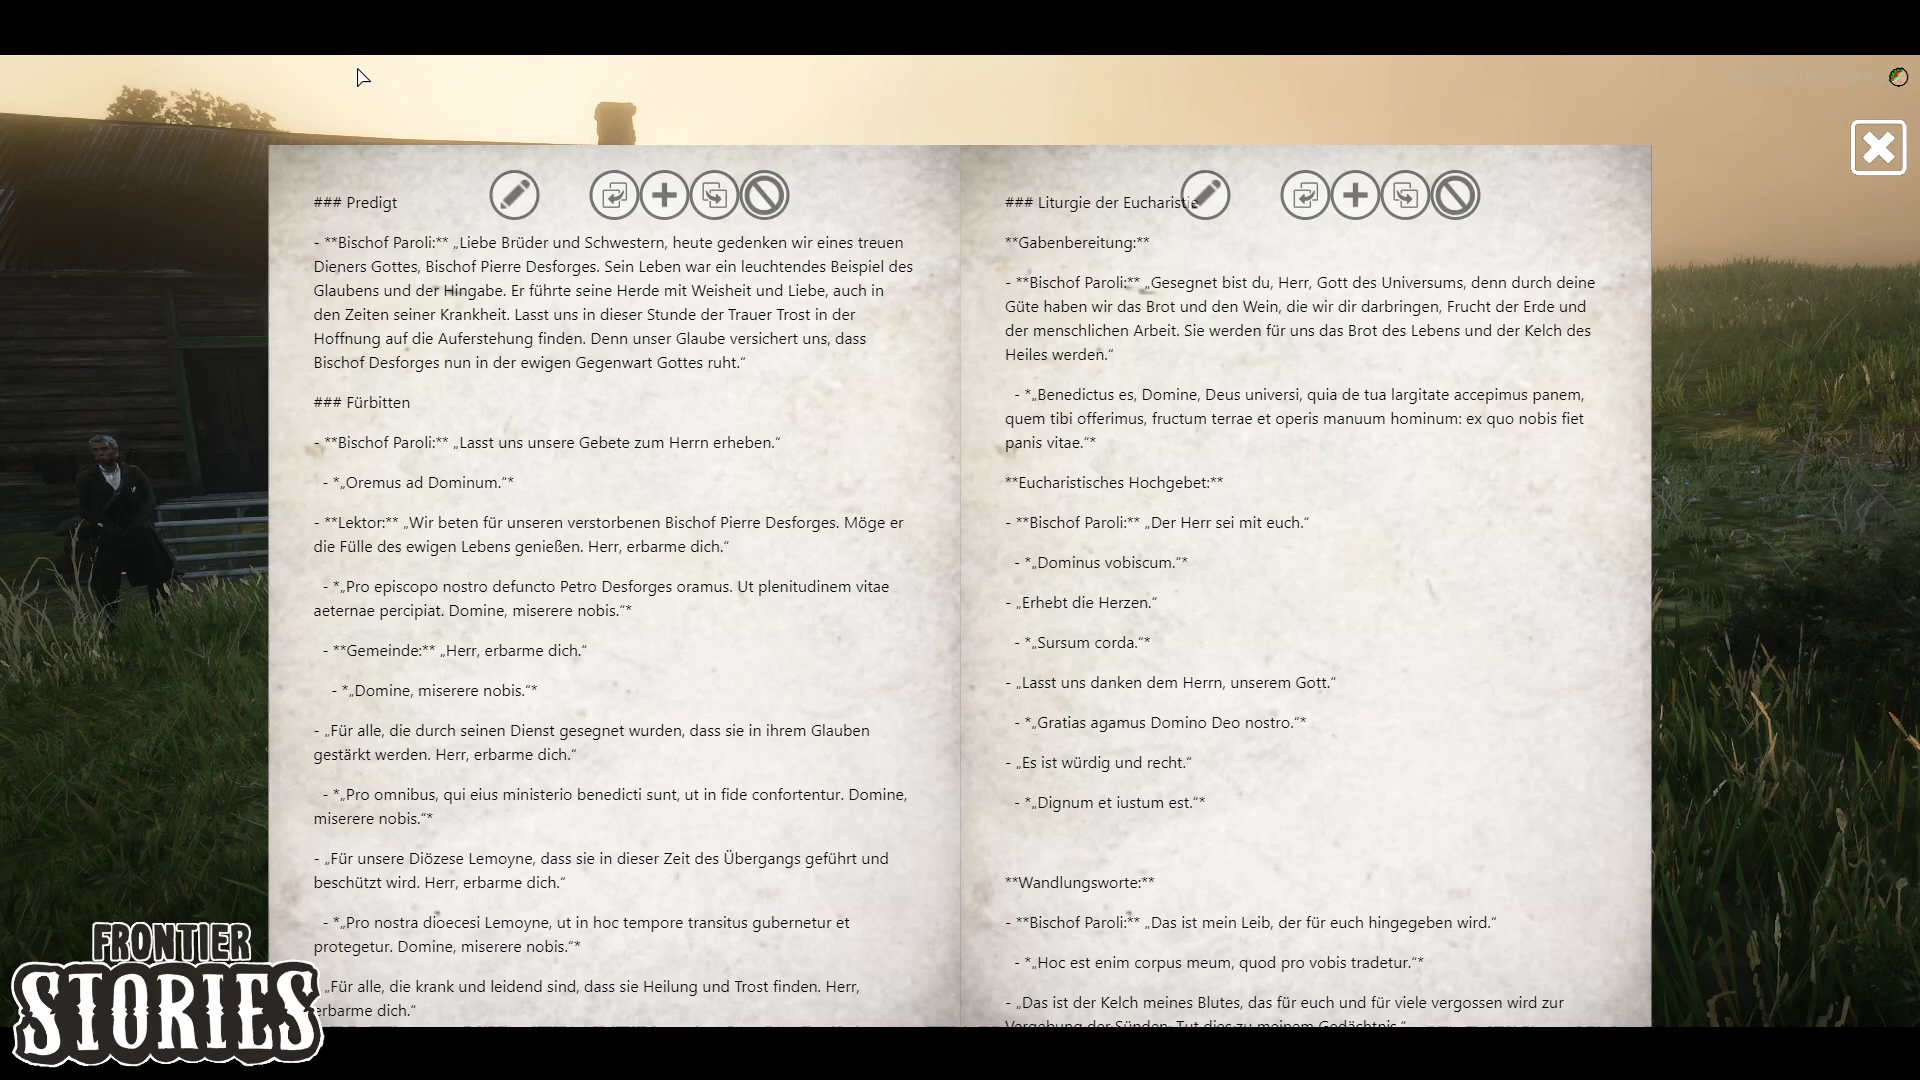 ### Predigt
- **Bischof Paroli:** „Liebe Brüder und Schwestern, heute gedenken wir eines treuen
Dieners Gottes, Bischof Pierre Desforges. Sein Leben war ein leuchtendes Beispiel des
Glaubens und der Hingabe. Er führte seine Herde mit Weisheit und Liebe, auch in
den Zeiten seiner Krankheit. Lasst uns in dieser Stunde der Trauer Trost in der
Hoffnung auf die Auferstehung finden. Denn unser Glaube versichert uns, dass
Bischof Desforges nun in der ewigen Gegenwart Gottes ruht.“
### Fürbitten
- **Bischof Paroli:** „Lasst uns unsere Gebete zum Herrn erheben.“
- *„Oremus ad Dominum.“*
- **Lektor:** „Wir beten für unseren verstorbenen Bischof Pierre Desforges. Möge er
die Fülle des ewigen Lebens genießen. Herr, erbarme dich.“
- *„Pro episcopo nostro defuncto Petro Desforges oramus. Ut plenitudinem vitae
aeternae percipiat. Domine, miserere nobis.“*
- **Gemeinde:** „Herr, erbarme dich.“
- *„Domine, miserere nobis.“*
- „Für alle, die durch seinen Dienst gesegnet wurden, dass sie in ihrem Glauben
gestärkt werden. Herr, erbarme dich.“
- *„Pro omnibus, qui eius ministerio benedicti sunt, ut in fide confortentur. Domine,
miserere nobis.“*
- „Für unsere Diözese Lemoyne, dass sie in dieser Zeit des Übergangs geführt und
beschützt wird. Herr, erbarme dich.“
- *„Pro nostra dioecesi Lemoyne, ut in hoc tempore transitus gubernetur et
protegetur. Domine, miserere nobis.“*
„Für alle, die krank und leidend sind, dass sie Heilung und Trost finden. Herr,
erbarme dich.“
### Liturgie der Eucharistie
**Gabenbereitung:**
- **Bischof Paroli:** „Gesegnet bist du, Herr, Gott des Universums, denn durch deine
Güte haben wir das Brot und den Wein, die wir dir darbringen, Frucht der Erde und
der menschlichen Arbeit. Sie werden für uns das Brot des Lebens und der Kelch des
Heiles werden.“
- *„Benedictus es, Domine, Deus universi, quia de tua largitate accepimus panem,
quem tibi offerimus, fructum terrae et operis manuum hominum: ex quo nobis fiet
panis vitae.“*
**Eucharistisches Hochgebet:**
- **Bischof Paroli:** „Der Herr sei mit euch.“
- *„Dominus vobiscum.“*
- „Erhebt die Herzen.“
- *„Sursum corda.“*
- „Lasst uns danken dem Herrn, unserem Gott.“
- *„Gratias agamus Domino Deo nostro.“*
- „Es ist würdig und recht.“
- *„Dignum et iustum est.“*
**Wandlungsworte:**
- **Bischof Paroli:** „Das ist mein Leib, der für euch hingegeben wird.“
- *„Hoc est enim corpus meum, quod pro vobis tradetur.“*
- „Das ist der Kelch meines Blutes, das für euch und für viele vergossen wird zur
Vergebung der Sünden. Tut dies zu meinem Gedächtnis.“
FRONTIER
STORIES